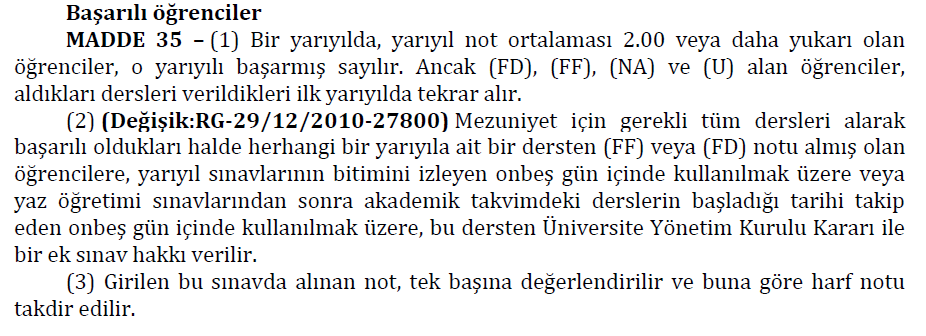 Başarılı öğrenciler
MADDE 35 – (1) Bir yarıyılda, yarıyıl not ortalaması 2.00 veya daha yukarı olan
öğrenciler, o yarıyılı başarmış sayılır. Ancak (FD), (FF), (NA) ve (U) alan öğrenciler,
aldıkları dersleri verildikleri ilk yarıyılda tekrar alır.
(2) (Değişik:RG-29/12/2010-27800) Mezuniyet için gerekli tüm dersleri alarak
başarılı oldukları halde herhangi bir yarıyıla ait bir dersten (FF) veya (FD) notu almış olan
öğrencilere, yarıyıl sınavlarının bitimini izleyen onbeş gün içinde kullanılmak üzere veya
yaz öğretimi sınavlarından sonra akademik takvimdeki derslerin başladığı tarihi takip
eden onbeş gün içinde kullanılmak üzere, bu dersten Üniversite Yönetim Kurulu Kararı ile
bir ek sınav hakkı verilir.
(3) Girilen bu sınavda alınan not, tek başına değerlendirilir ve buna göre harf notu
takdir edilir.